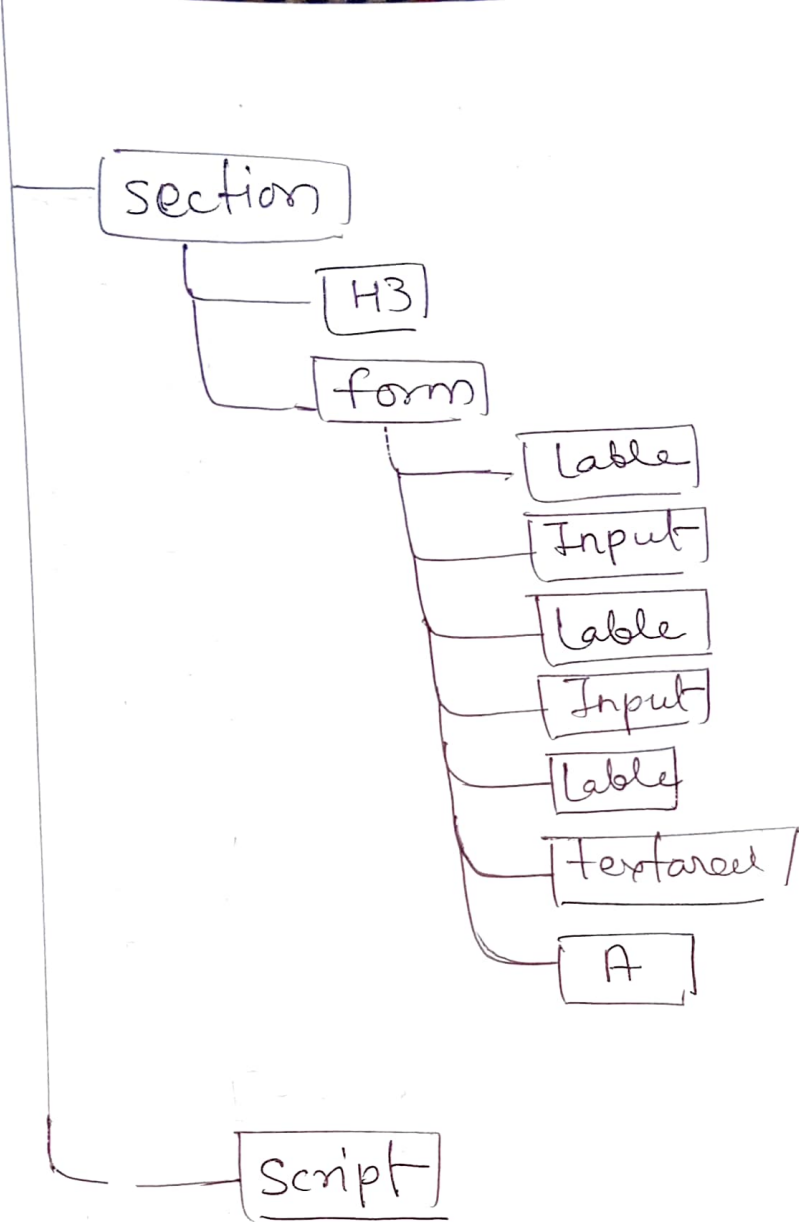 section
H3
form
Lable
Input
Lable
Input
Lable
textarea
A
Script